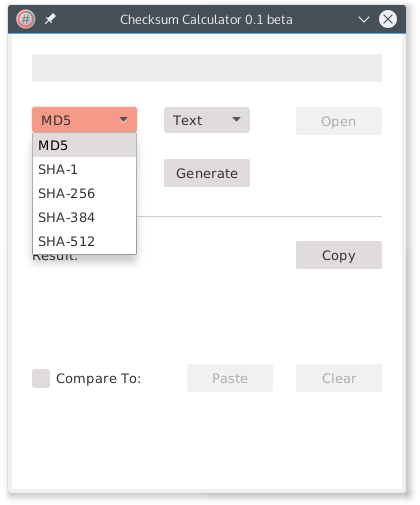 Checksum Calculator 0.1 beta
MD5 Text Open
MD5
SHA-1
Generate
SHA-256
SHA-384
SHA-512
Result: Copy
Compare To: Paste Clear